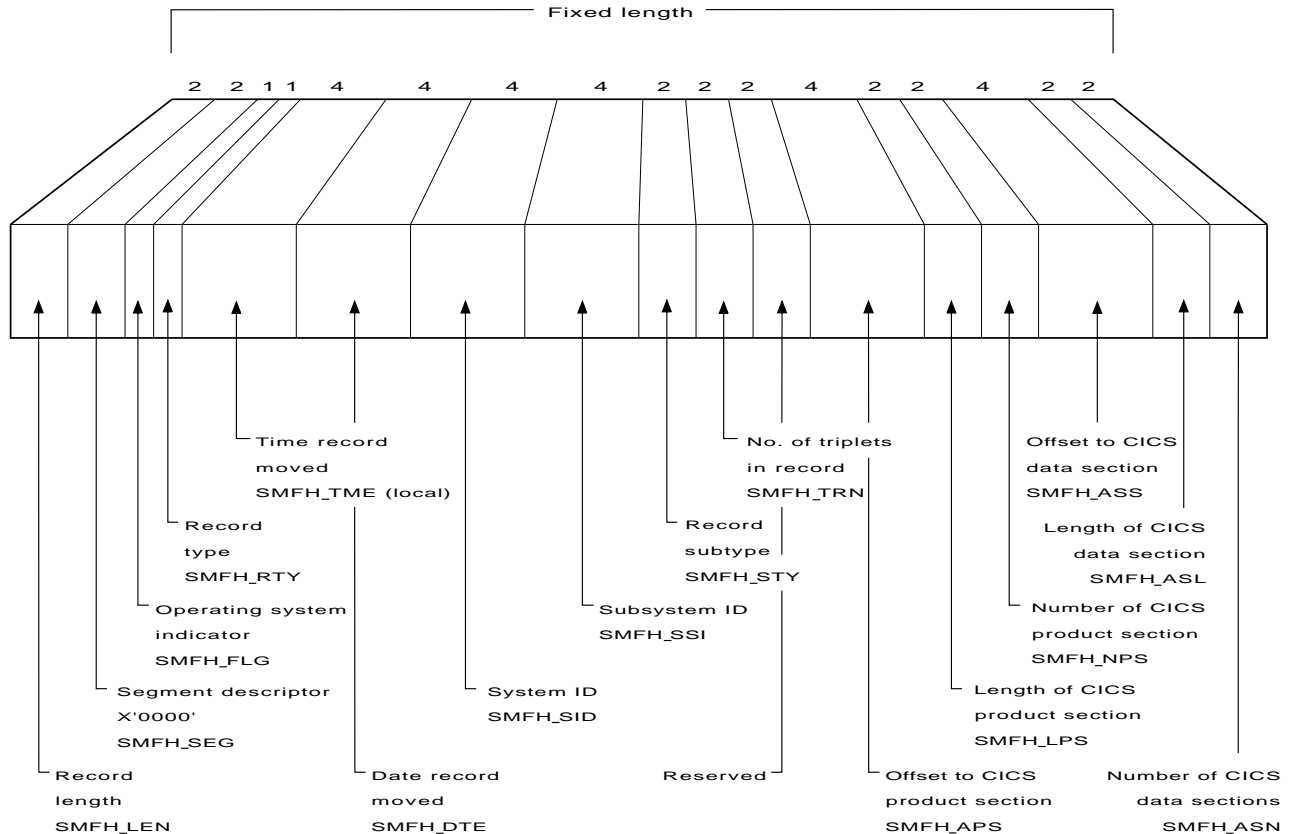 Fixed length
2 2 1 1 4 4 4 4 2 2 2 4 2 2 4 2 2
Time record
moved
SMFH_TME (local)
No. of triplets
in record
SMFH_TRN
Offset to CICS
data section
SMFH_ASS
Record
type
SMFH_RTY
Record
subtype
SMFH_STY
Length of CICS
data section
SMFH_ASL
Operating system
indicator
SMFH_FLG
Subsystem ID
SMFH_SSI
Number of CICS
product section
SMFH_NPS
Segment descriptor
X'0000'
SMFH_SEG
System ID
SMFH_SID
Length of CICS
product section
SMFH_LPS
Record
length
SMFH_LEN
Date record
moved
SMFH_DTE
Reserved
Offset to CICS
product section
SMFH_APS
Number of CICS
data sections
SMFH_ASN